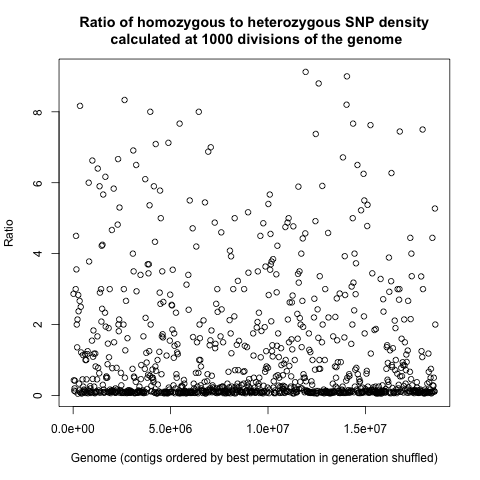 Ratio of homozygous to heterozygous SNP density
calculated at 1000 divisions of the genome
Ratio
8
6
4
2
0
0.0e+00 5.0e+06 1.0e+07 1.5e+07
Genome (contigs ordered by best permutation in generation shuffled)